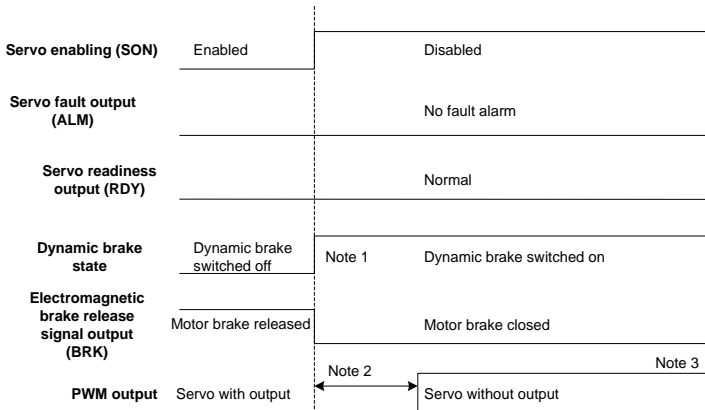 Servo enabling (SON) Enabled Disabled
Servo fault output
(ALM) No fault alarm
Servo readiness
output (RDY) Normal
Dynamic brake
state Dynamic brake
switched off Note 1 Dynamic brake switched on
Electromagnetic
brake release
signal output
(BRK) Motor brake released Motor brake closed
Note 2 Note 3
PWM output Servo with output Servo without output